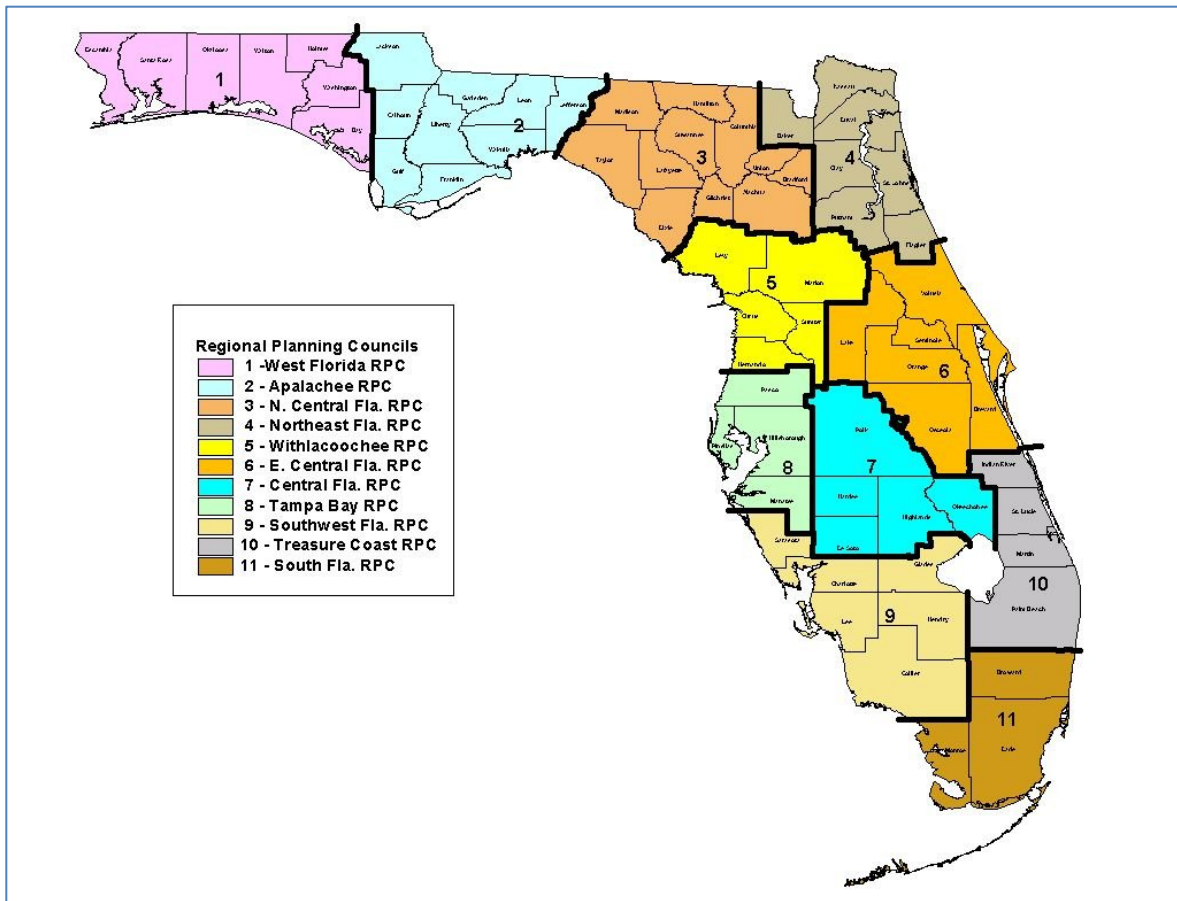 Escambia
Santa Rosa
Okaloosa
Walton
Holmes
Washington
Bay
1
Jackson
Calhoun
Gulf
Liberty
Gadsden
Leon
Jefferson
Wakulla
Franklin
2
Madison
Hamilton
Taylor
Suwannee
Columbia
Lafayette
Union
Bradford
Gilchrist
Alachua
Dixie
3
Nassau
Baker
Duval
Clay
St. Johns
Putnam
Flagler
4
Levy
Marion
Citrus
Sumter
Hernando
5
Volusia
Lake
Seminole
Orange
Brevard
Osceola
6
Pasco
Hillsborough
Pinellas
Manatee
8
Polk
Hardee
Highlands
Okeechobee
De Soto
7
Indian River
St. Lucie
Martin
Palm Beach
10
Sarasota
Charlotte
Glades
Lee
Hendry
Collier
9
Broward
Dade
Monroe
11
Regional Planning Councils
1 -West Florida RPC
2 - Apalachee RPC
3 - N. Central Fla. RPC
4 - Northeast Fla. RPC
5 - Withlacoochee RPC
6 - E. Central Fla. RPC
7 - Central Fla. RPC
8 - Tampa Bay RPC
9 - Southwest Fla. RPC
10 - Treasure Coast RPC
11 - South Fla. RPC